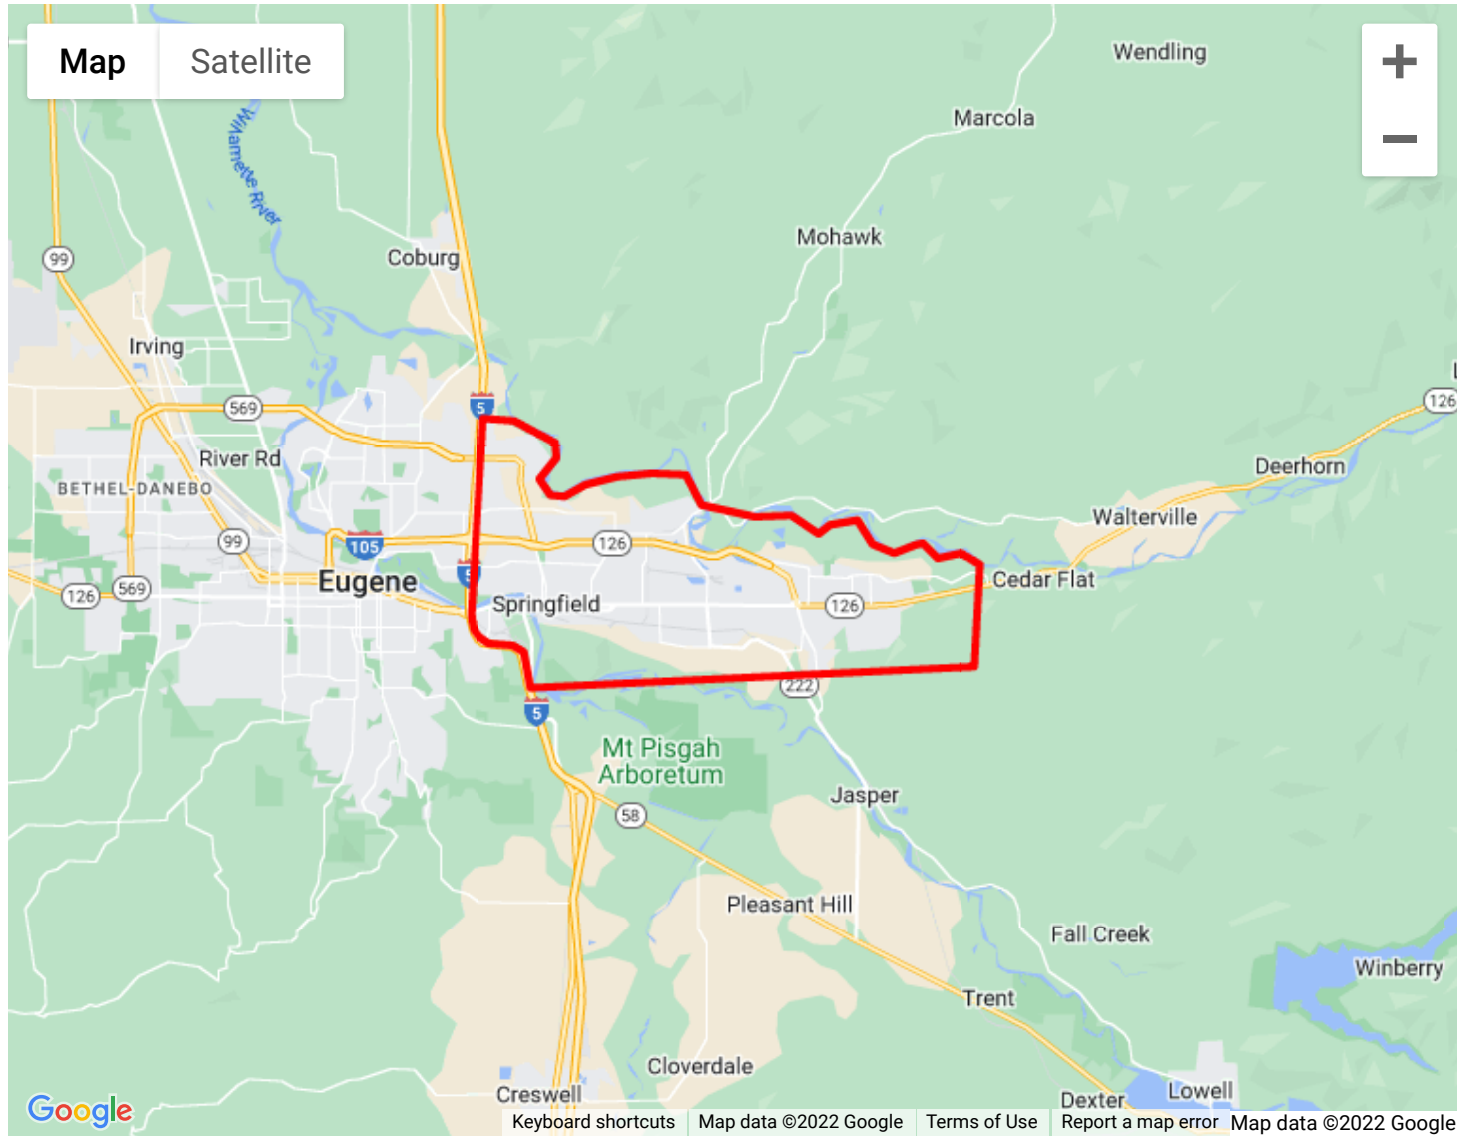 Map
Satellite
+
−
Wendling
Marcola
Willamette River
Mohawk
Coburg
99
Irving
5
569
126
River Rd
Deerhorn
BETHEL-DANEBO
Walterville
99
105
126
5
Eugene
Cedar Flat
126
569
Springfield
126
222
5
Mt Pisgah
Arboretum
Jasper
58
Pleasant Hill
Fall Creek
Winberry
Trent
Cloverdale
Creswell
Lowell
Dexter
Google
Keyboard shortcuts
Map data ©2022 Google
Terms of Use
Report a map error
Map data ©2022 Google